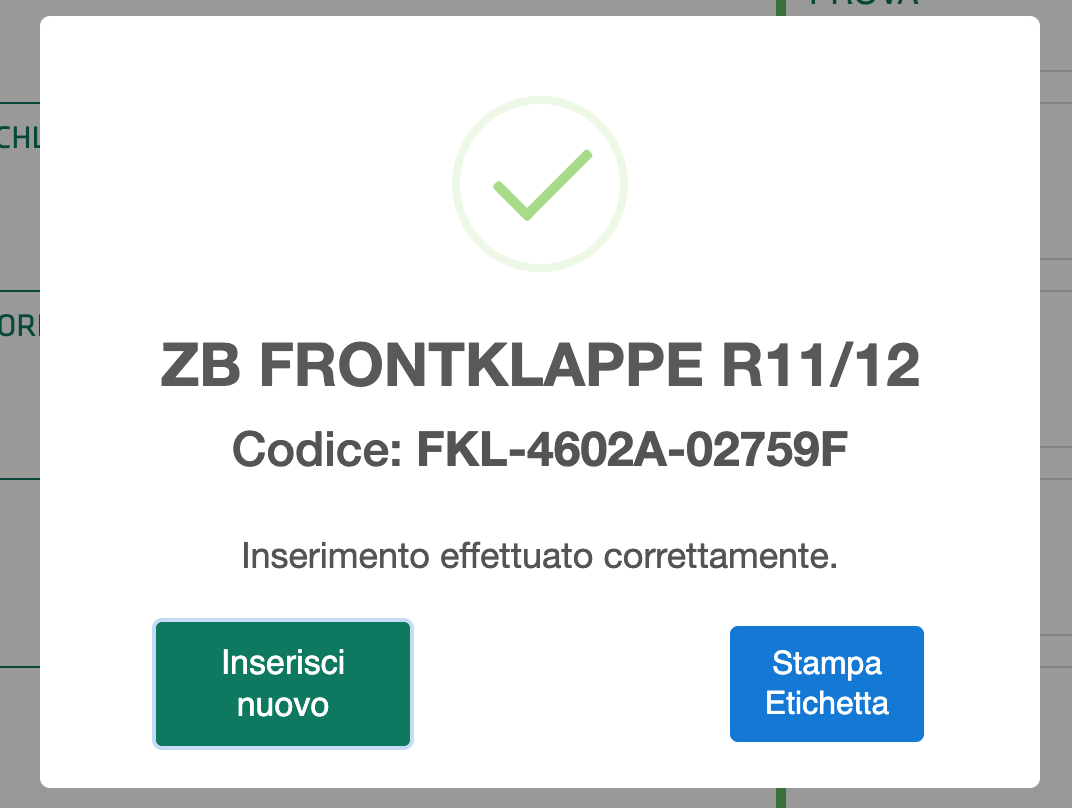 ZB FRONTKLAPPE R11/12
Codice: FKL-4602A-02759F
Inserimento effettuato correttamente.
Inserisci
nuovo
Stampa
Etichetta